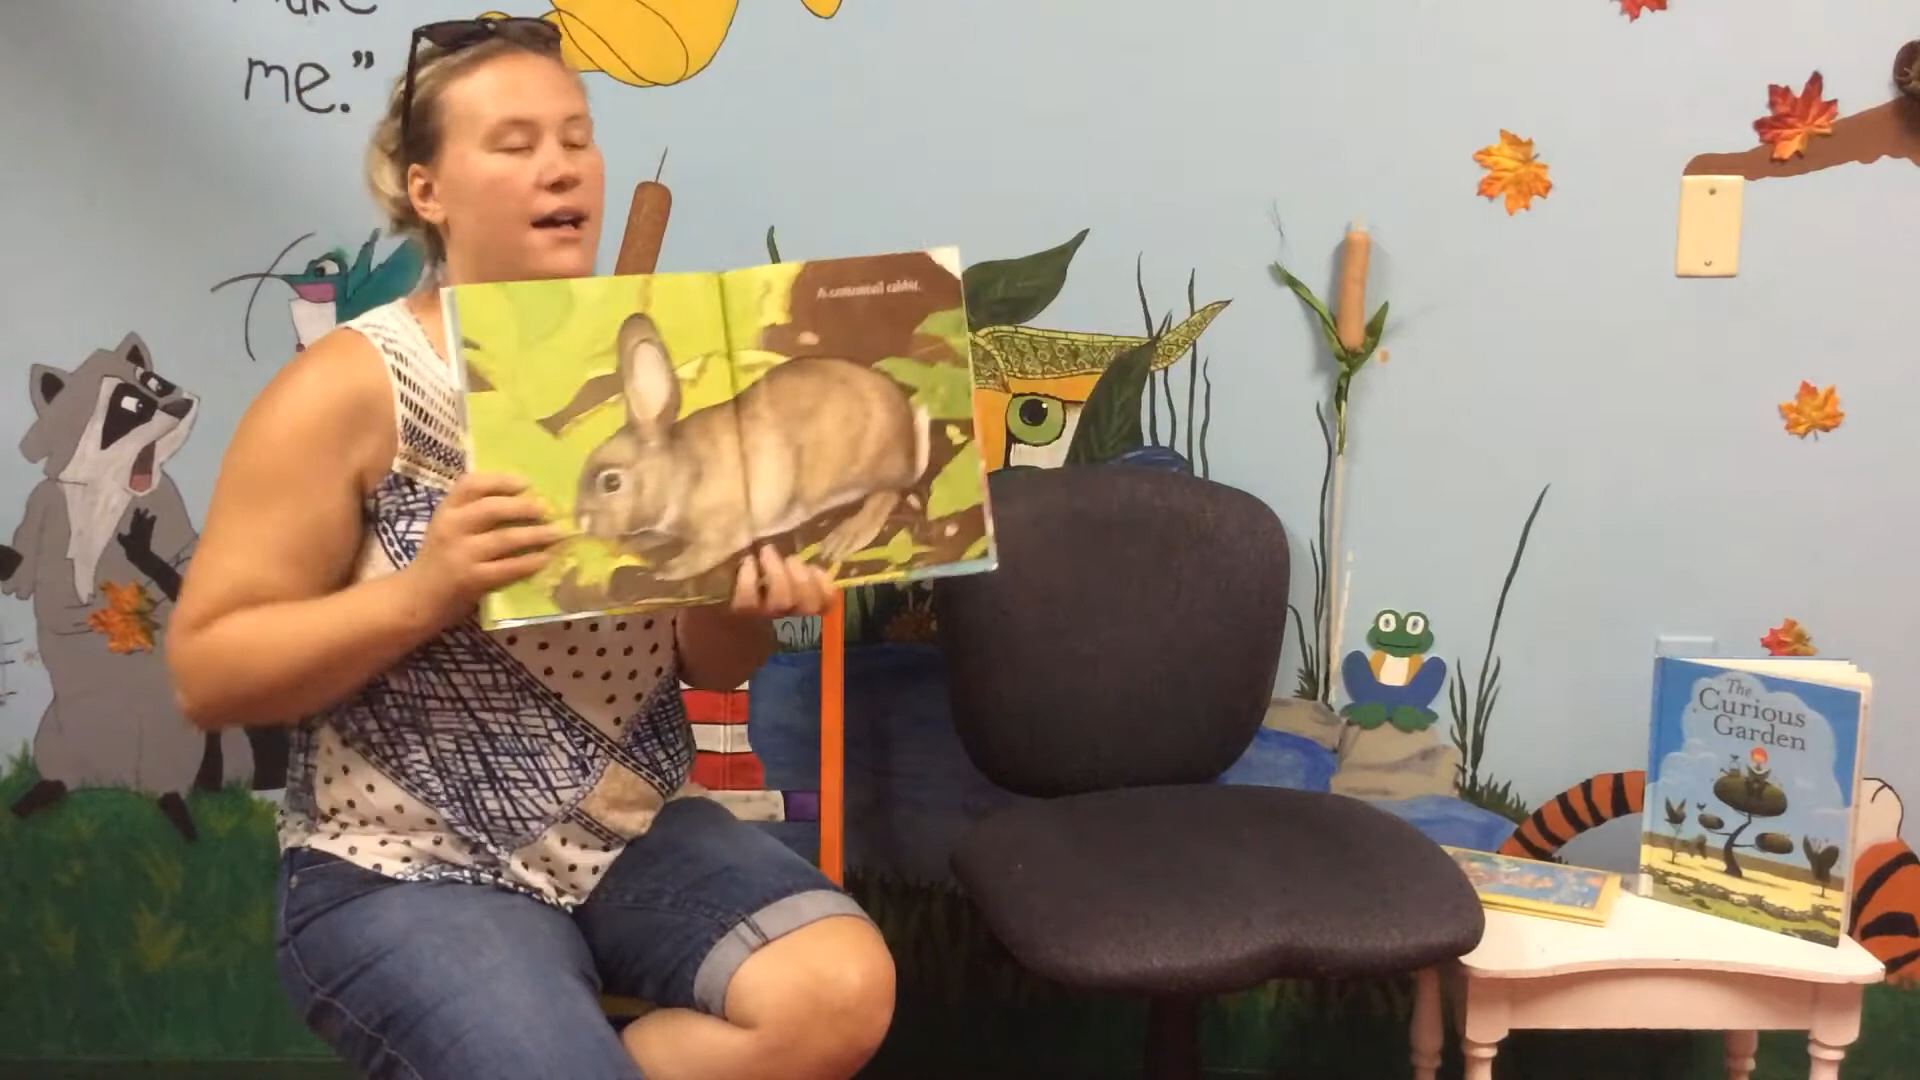 me."
A cottontail rabbit.
The
Curious
Garden